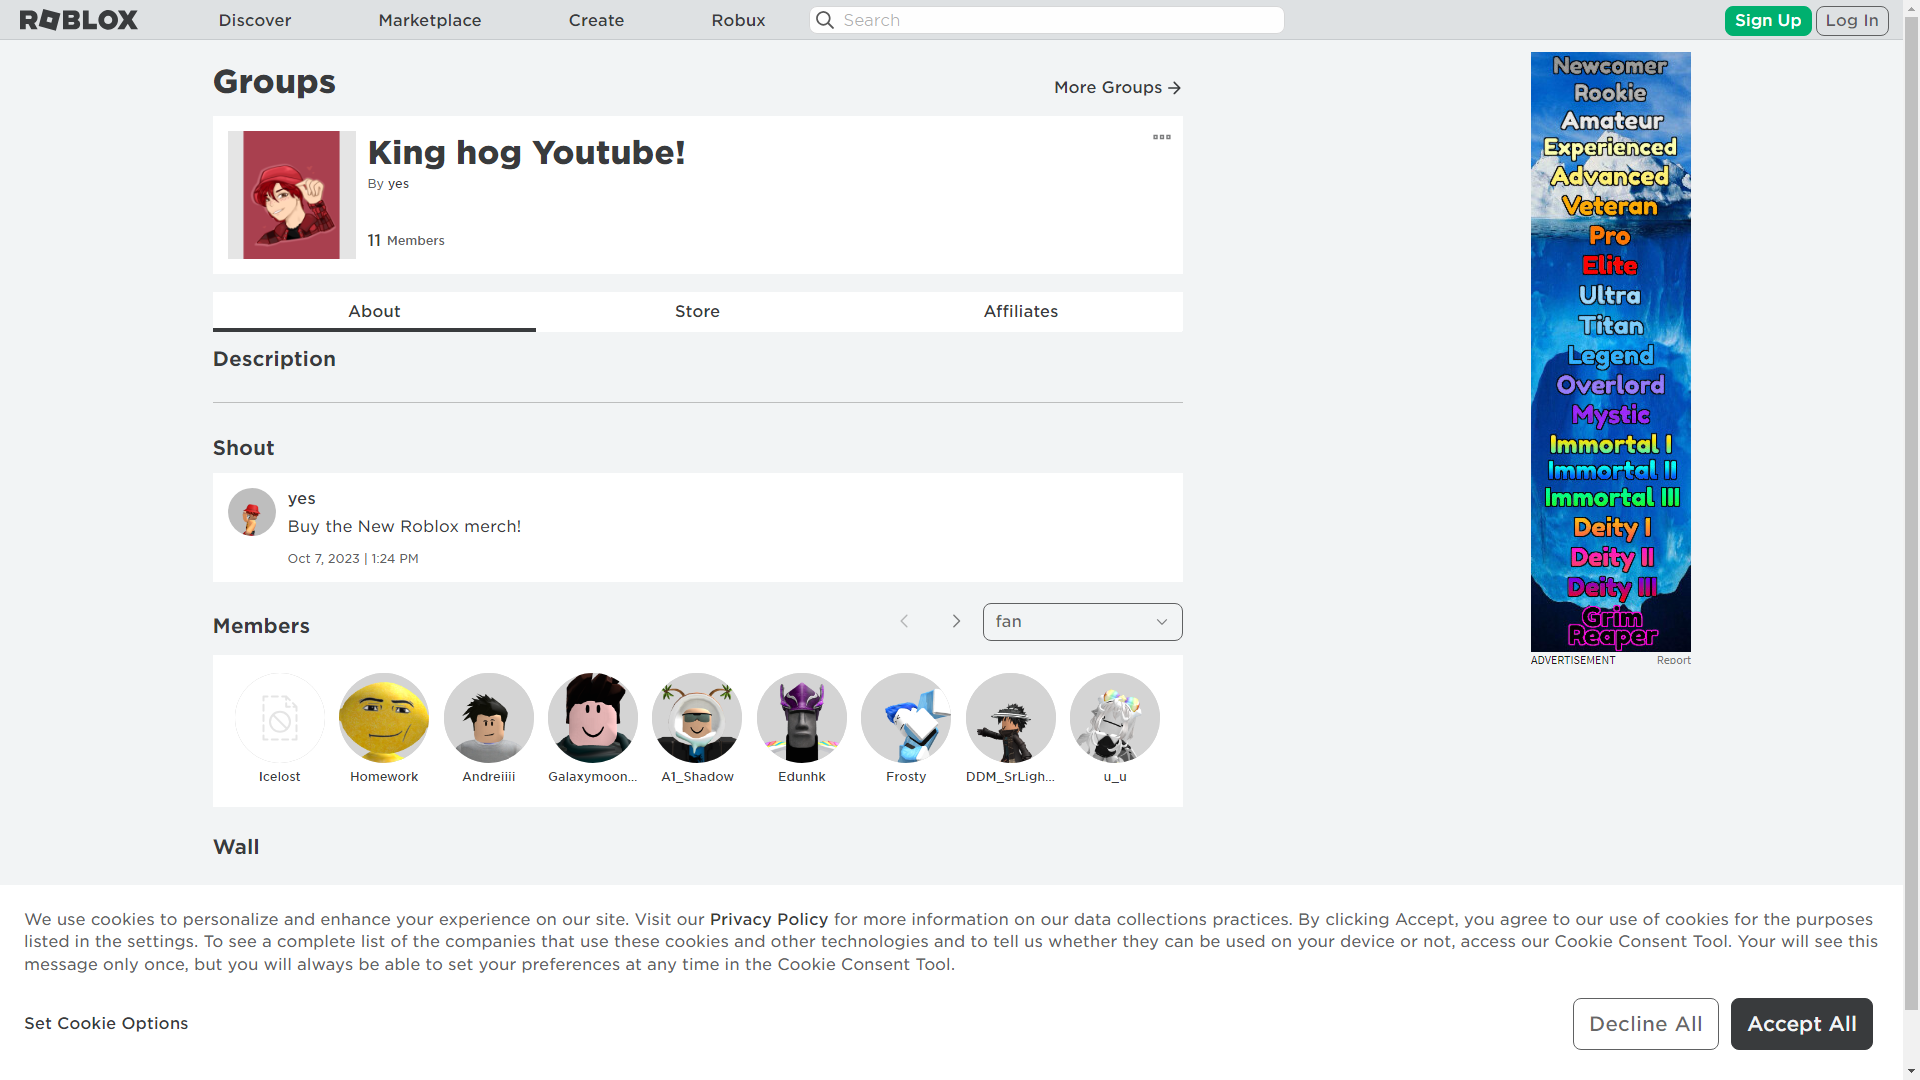 ROBLOX
Discover
Marketplace
Create
Robux
Search
Sign Up
Log In
Groups
More Groups
King hog Youtube!
By yes
11 Members
About
Store
Affiliates
Description
Shout
yes
Buy the New Roblox merch!
Oct 7, 2023 | 1:24 PM
Members
fan
Icelost
Homework
Andreiiii
Galaxymoon...
A1_Shadow
Edunhk
Frosty
DDM_SrLigh...
u_u
Wall
Newcomer
Rookie
Amateur
Experienced
Advanced
Veteran
Pro
Elite
Ultra
Titan
Legend
Overlord
Mystic
Immortal I
Immortal II
Immortal III
Deity I
Deity II
Deity III
Grim
Reaper
ADVERTISEMENT
Report
We use cookies to personalize and enhance your experience on our site. Visit our Privacy Policy for more information on our data collections practices. By clicking Accept, you agree to our use of cookies for the purposes
listed in the settings. To see a complete list of the companies that use these cookies and other technologies and to tell us whether they can be used on your device or not, access our Cookie Consent Tool. Your will see this
message only once, but you will always be able to set your preferences at any time in the Cookie Consent Tool.
Set Cookie Options
Decline All
Accept All